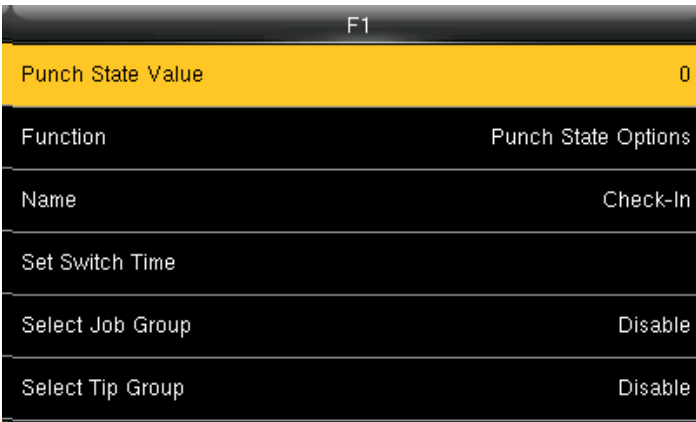 F1
Punch State Value 0
Function Punch State Options
Name Check-In
Set Switch Time
Select Job Group Disable
Select Tip Group Disable